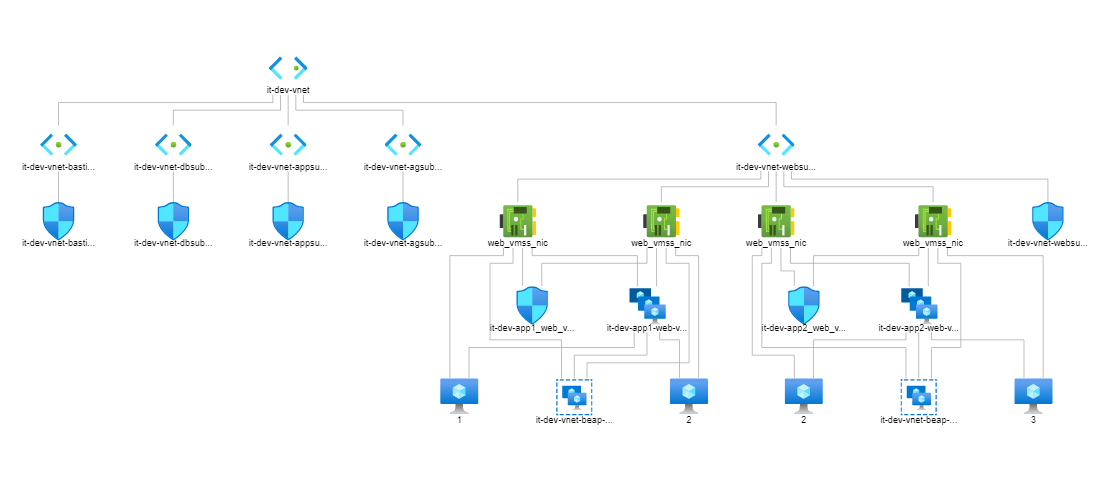 it-dev-vnet
it-dev-vnet-basti...
it-dev-vnet-dbsub...
it-dev-vnet-appsu...
it-dev-vnet-agsub...
it-dev-vnet-websu...
it-dev-vnet-basti...
it-dev-vnet-dbsub...
it-dev-vnet-appsu...
it-dev-vnet-agsub...
web_vmss_nic
web_vmss_nic
web_vmss_nic
web_vmss_nic
it-dev-vnet-websu...
it-dev-app1_web_v...
it-dev-app1-web-v...
it-dev-app2_web_v...
it-dev-app2-web-v...
1
it-dev-vnet-beap-...
2
2
it-dev-vnet-beap-...
3